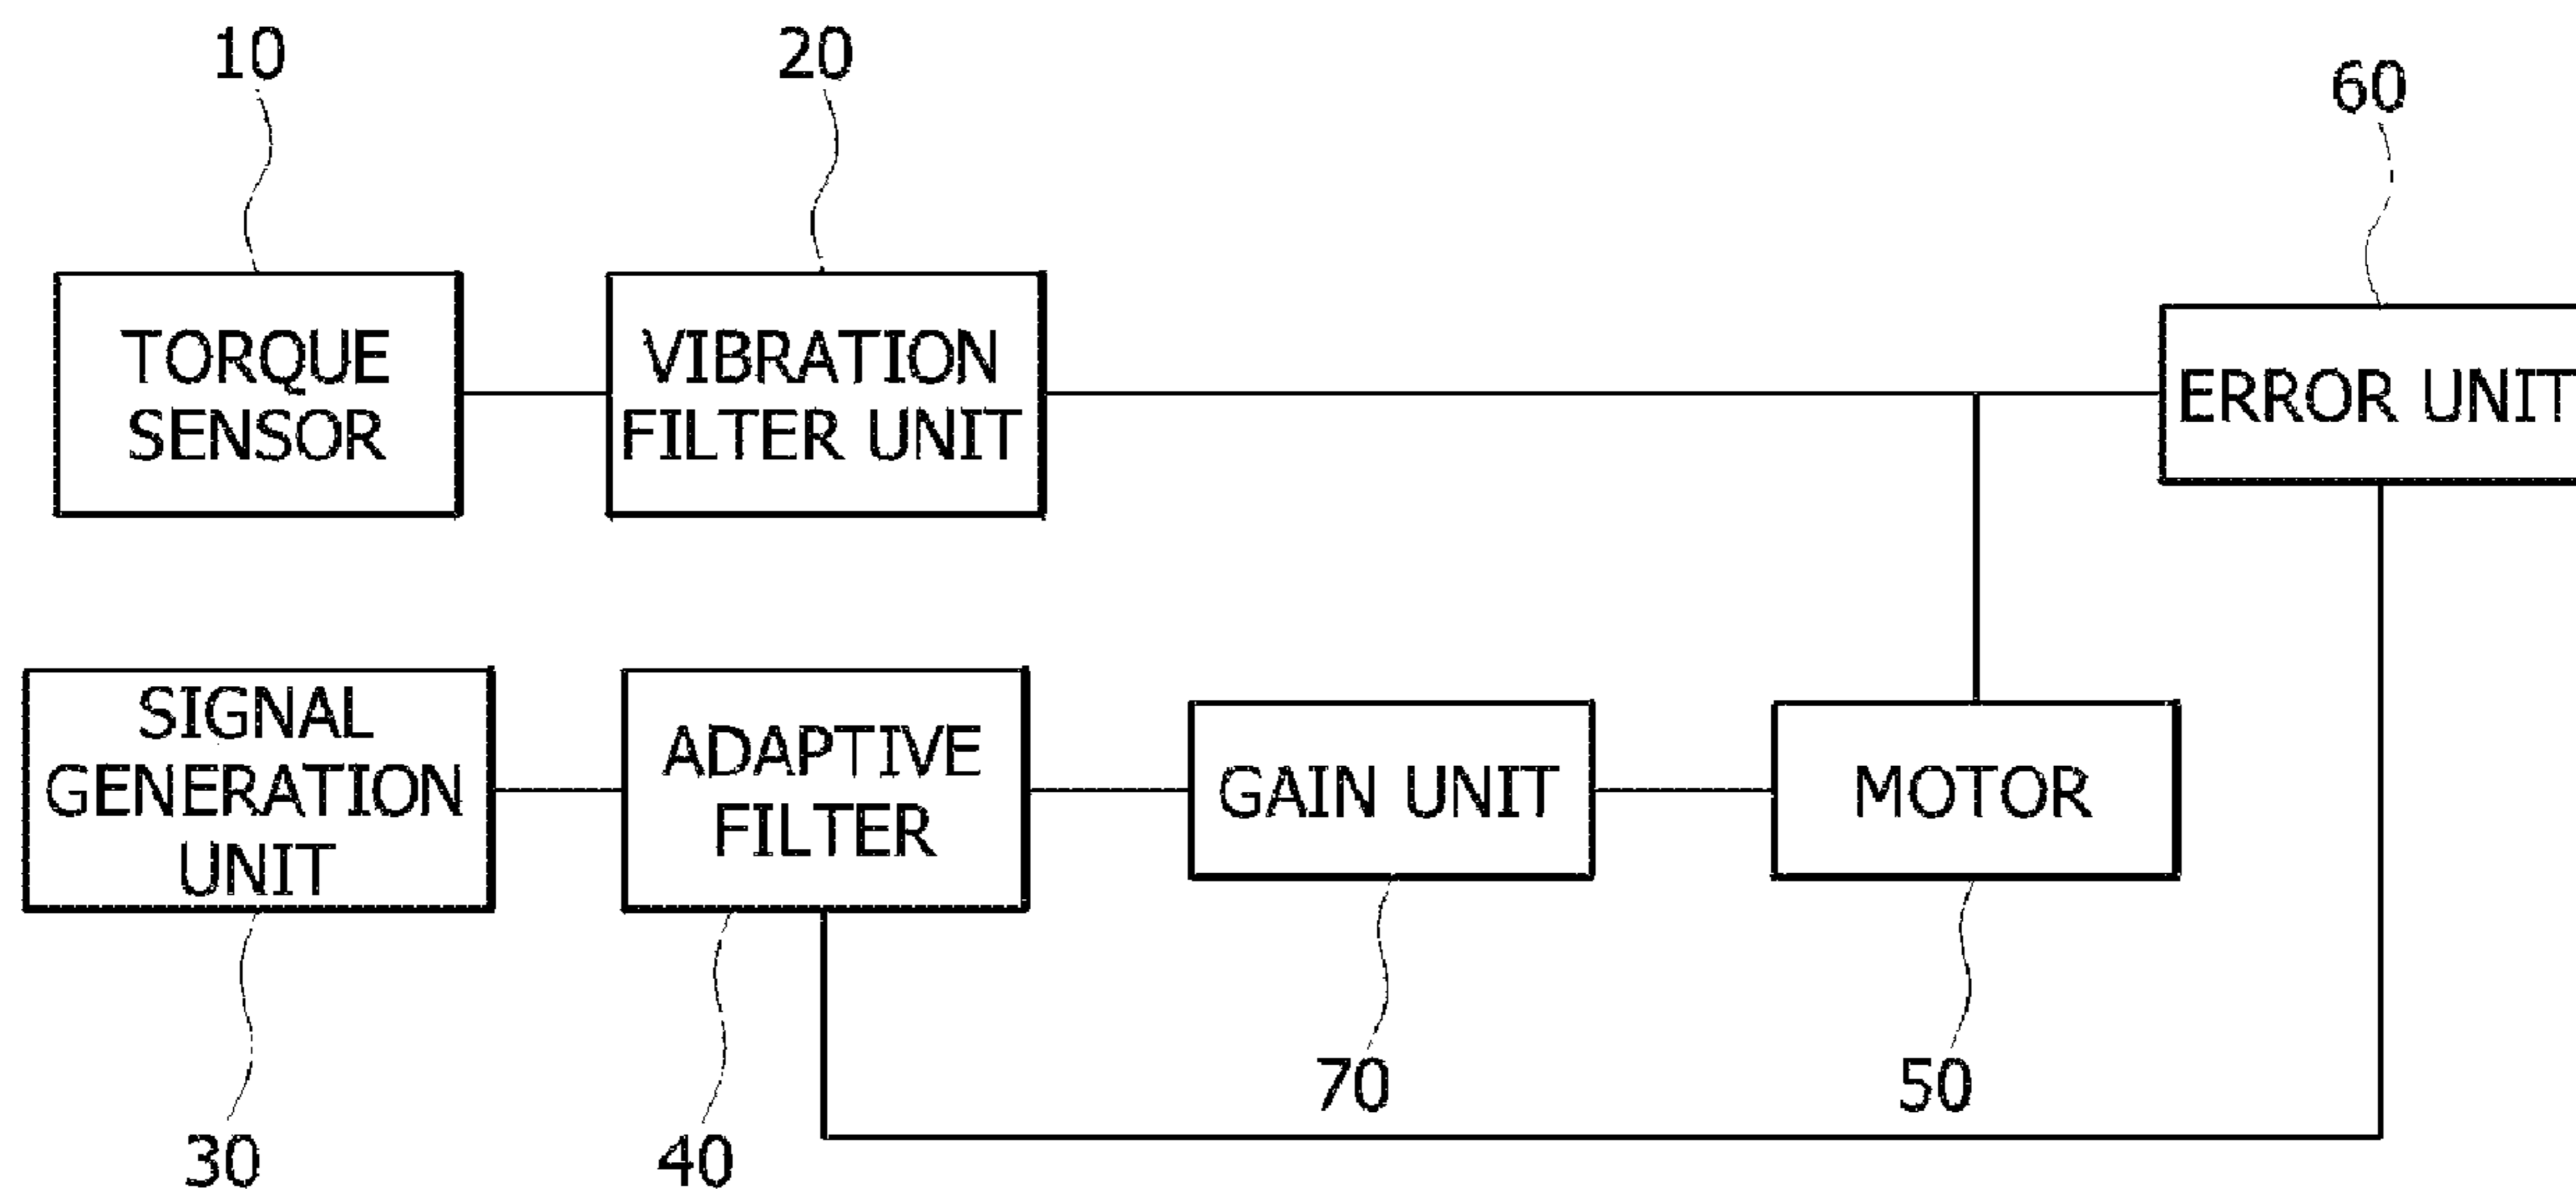 10
20
60
TORQUE
SENSOR
VIBRATION
FILTER UNIT
ERROR UNIT
SIGNAL
GENERATION
UNIT
ADAPTIVE
FILTER
GAIN UNIT
MOTOR
30
40
70
50